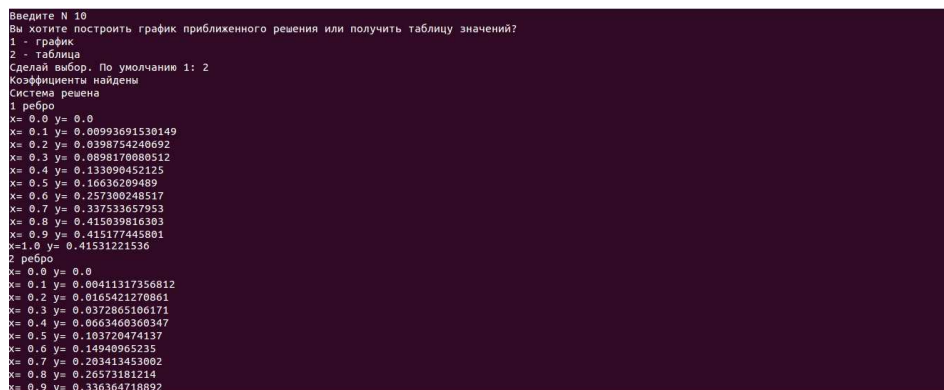 Введите N 10
Вы хотите построить график приближенного решения или получить таблицу значений?
1 - график
2 - таблица
Сделай выбор. По умолчанию 1: 2
Коэффициенты найдены
Система решена
1 ребро
x= 0.0 y= 0.0
x= 0.1 y= 0.00993691530149
x= 0.2 y= 0.0398754240692
x= 0.3 y= 0.0898170080512
x= 0.4 y= 0.133090452125
x= 0.5 y= 0.16636209489
x= 0.6 y= 0.257300248517
x= 0.7 y= 0.337533657953
x= 0.8 y= 0.415039816303
x= 0.9 y= 0.415177445801
x=1.0 y= 0.41531221536
2 ребро
x= 0.0 y= 0.0
x= 0.1 y= 0.00411317356812
x= 0.2 y= 0.0165421270861
x= 0.3 y= 0.0372865106171
x= 0.4 y= 0.0663460360347
x= 0.5 y= 0.103720474137
x= 0.6 y= 0.14940965235
x= 0.7 y= 0.203413453002
x= 0.8 y= 0.26573181214
x= 0.9 y= 0.336364718892